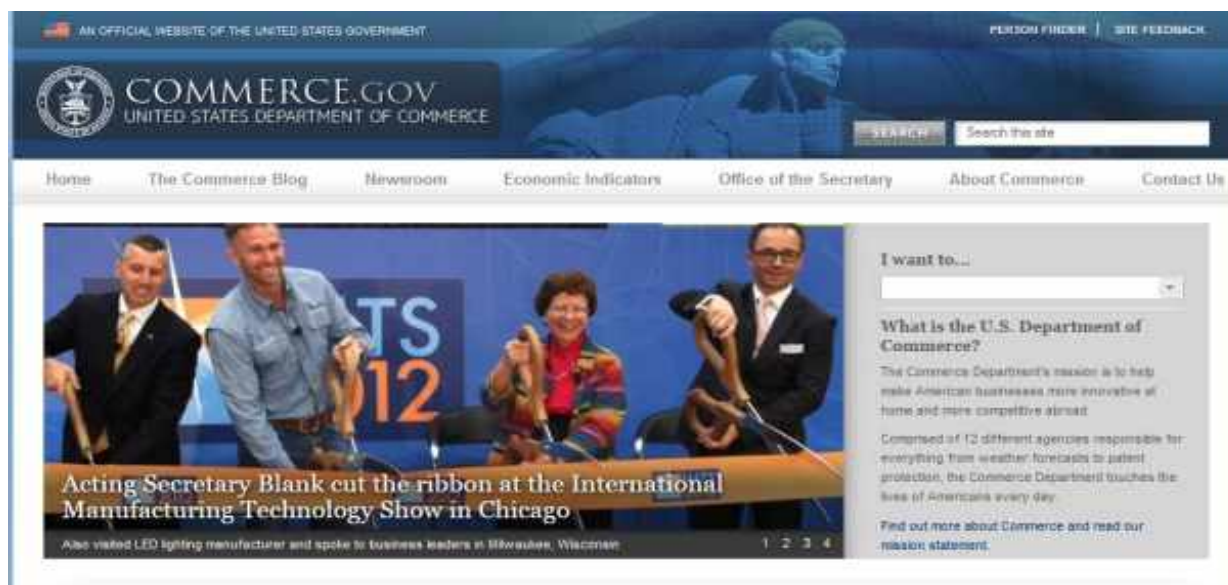 AN OFFICIAL WEBSITE OF THE UNITED STATES GOVERNMENT
PERSON FINDER | SITE FEEDBACK
COMMERCE.GOV
UNITED STATES DEPARTMENT OF COMMERCE
SEARCH
Search this site
Home
The Commerce Blog
Newsroom
Economic Indicators
Office of the Secretary
About Commerce
Contact Us
TS
012
Acting Secretary Blank cut the ribbon at the International
Manufacturing Technology Show in Chicago
Also visited LED lighting manufacturer and spoke to business leaders in Milwaukee, Wisconsin
1 2 3 4
I want to...
What is the U.S. Department of
Commerce?
The Commerce Department's mission is to help
make American businesses more innovative at
home and more competitive abroad.
Comprised of 12 different agencies responsible for
everything from weather forecasts to patent
protection, the Commerce Department touches the
lives of Americans every day.
Find out more about Commerce and read our
mission statement.